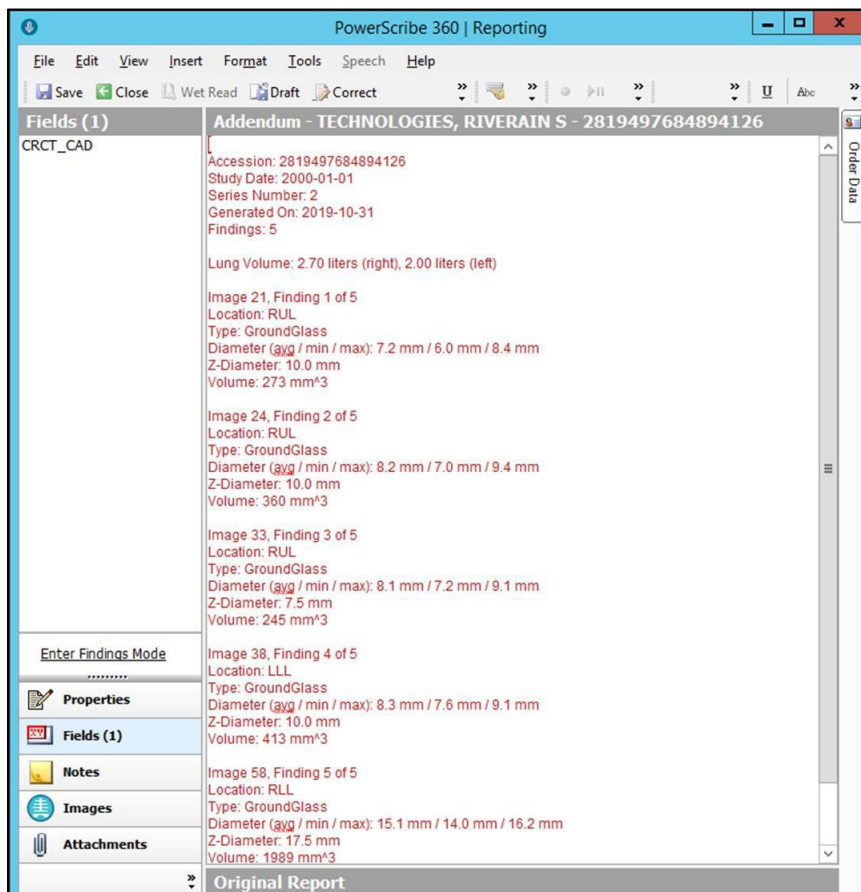 PowerScribe 360 | Reporting
File Edit View Insert Format Tools Speech Help
Save Close Wet Read Draft Correct U Abc
Fields (1)
CRCT_CAD
Enter Findings Mode
Properties
Fields (1)
Notes
Images
Attachments
Addendum - TECHNOLOGIES, RIVERAIN S - 2819497684894126
Accession: 2819497684894126
Study Date: 2000-01-01
Series Number: 2
Generated On: 2019-10-31
Findings: 5
Lung Volume: 2.70 liters (right), 2.00 liters (left)
Image 21, Finding 1 of 5
Location: RUL
Type: GroundGlass
Diameter (avg / min / max): 7.2 mm / 6.0 mm / 8.4 mm
Z-Diameter: 10.0 mm
Volume: 273 mm^3
Image 24, Finding 2 of 5
Location: RUL
Type: GroundGlass
Diameter (avg / min / max): 8.2 mm / 7.0 mm / 9.4 mm
Z-Diameter: 10.0 mm
Volume: 360 mm^3
Image 33, Finding 3 of 5
Location: RUL
Type: GroundGlass
Diameter (avg / min / max): 8.1 mm / 7.2 mm / 9.1 mm
Z-Diameter: 7.5 mm
Volume: 245 mm^3
Image 38, Finding 4 of 5
Location: LLL
Type: GroundGlass
Diameter (avg / min / max): 8.3 mm / 7.6 mm / 9.1 mm
Z-Diameter: 10.0 mm
Volume: 413 mm^3
Image 58, Finding 5 of 5
Location: RLL
Type: GroundGlass
Diameter (avg / min / max): 15.1 mm / 14.0 mm / 16.2 mm
Z-Diameter: 17.5 mm
Volume: 1989 mm^3
Original Report
Order Data